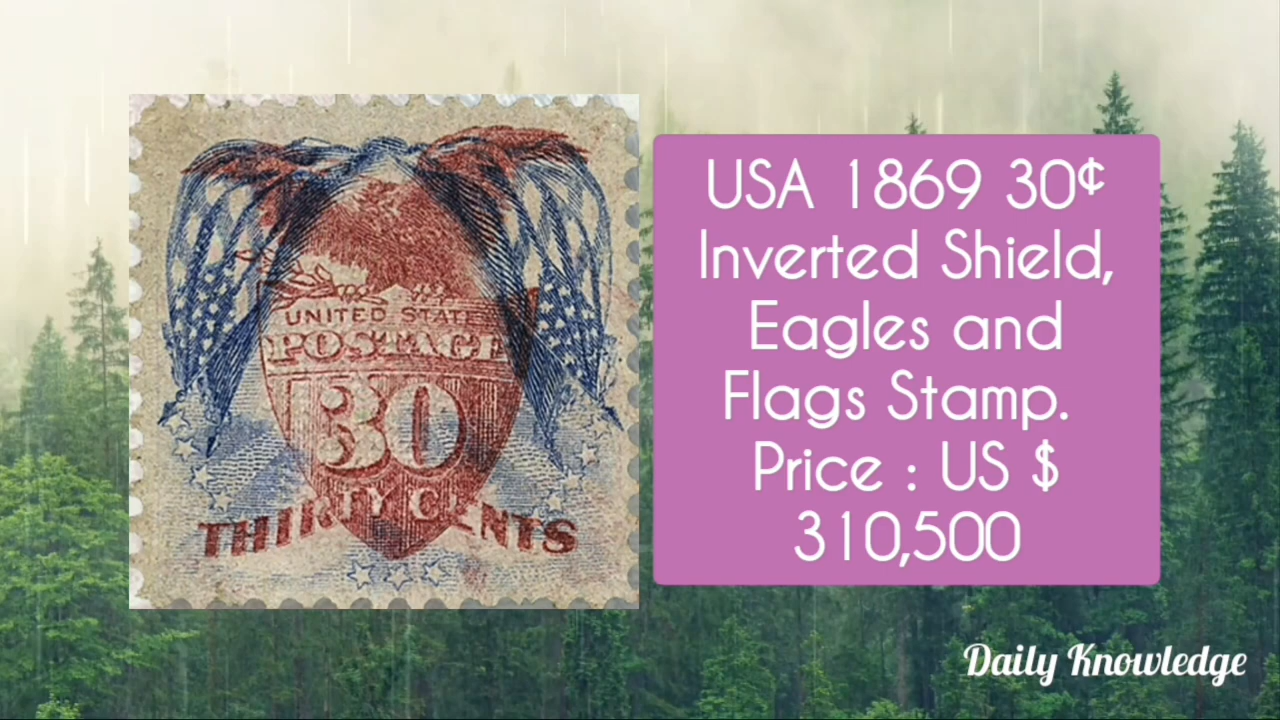 UNITED STATES
POSTAGE
30
THIRTY CENTS
USA 1869 30¢
Inverted Shield,
Eagles and
Flags Stamp.
Price : US $
310,500
Daily Knowledge